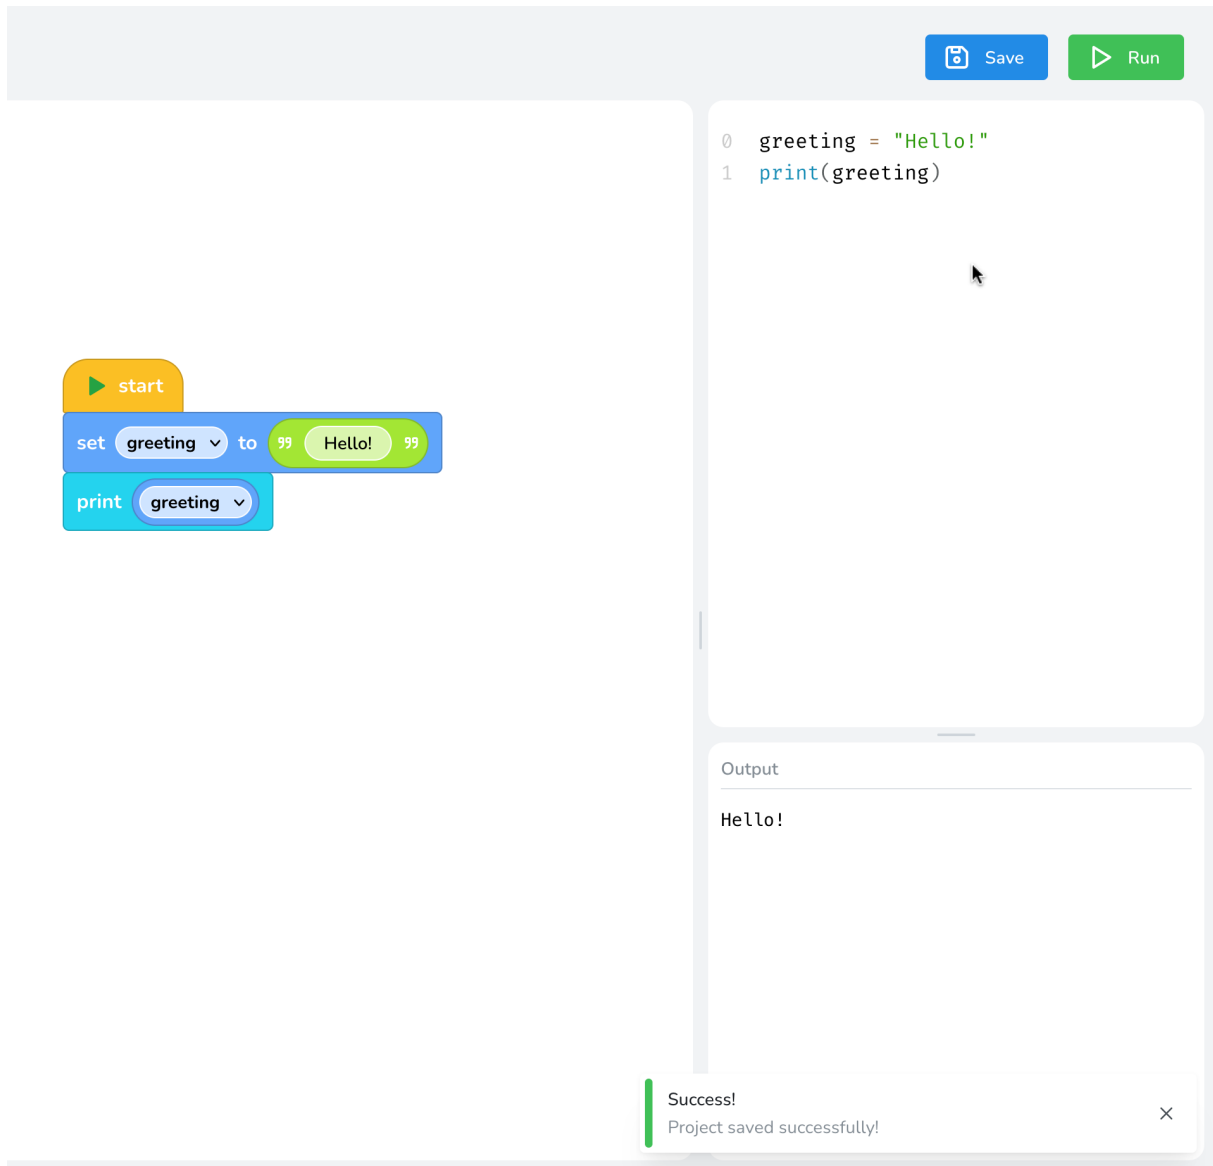 Save
Run
0 greeting = "Hello!"
1 print(greeting)
start
set greeting to " Hello! "
print greeting
Output
Hello!
Success!
Project saved successfully!